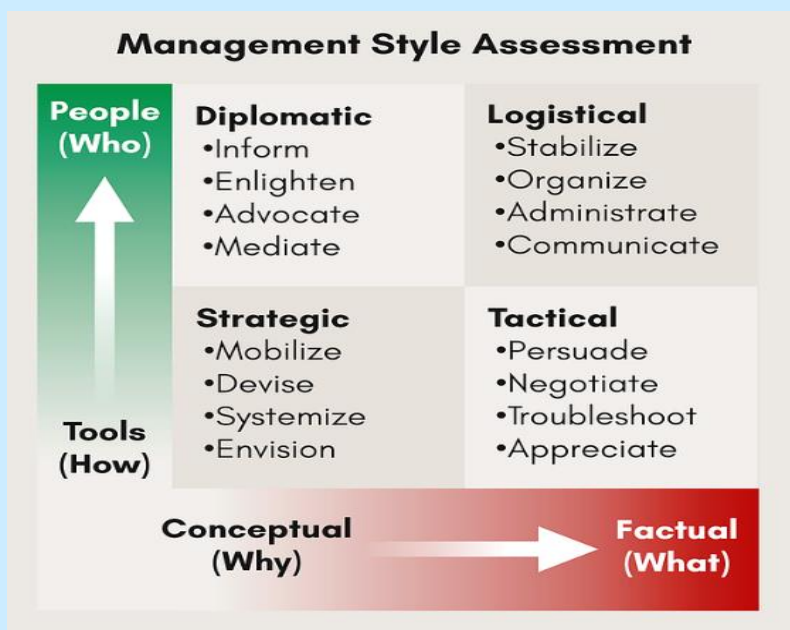 Management Style Assessment
People
(Who)
Diplomatic
•Inform
•Enlighten
•Advocate
•Mediate
Logistical
•Stabilize
•Organize
•Administrate
•Communicate
Strategic
•Mobilize
•Devise
•Systemize
•Envision
Tactical
•Persuade
•Negotiate
•Troubleshoot
•Appreciate
Tools
(How)
Conceptual
(Why)
Factual
(What)